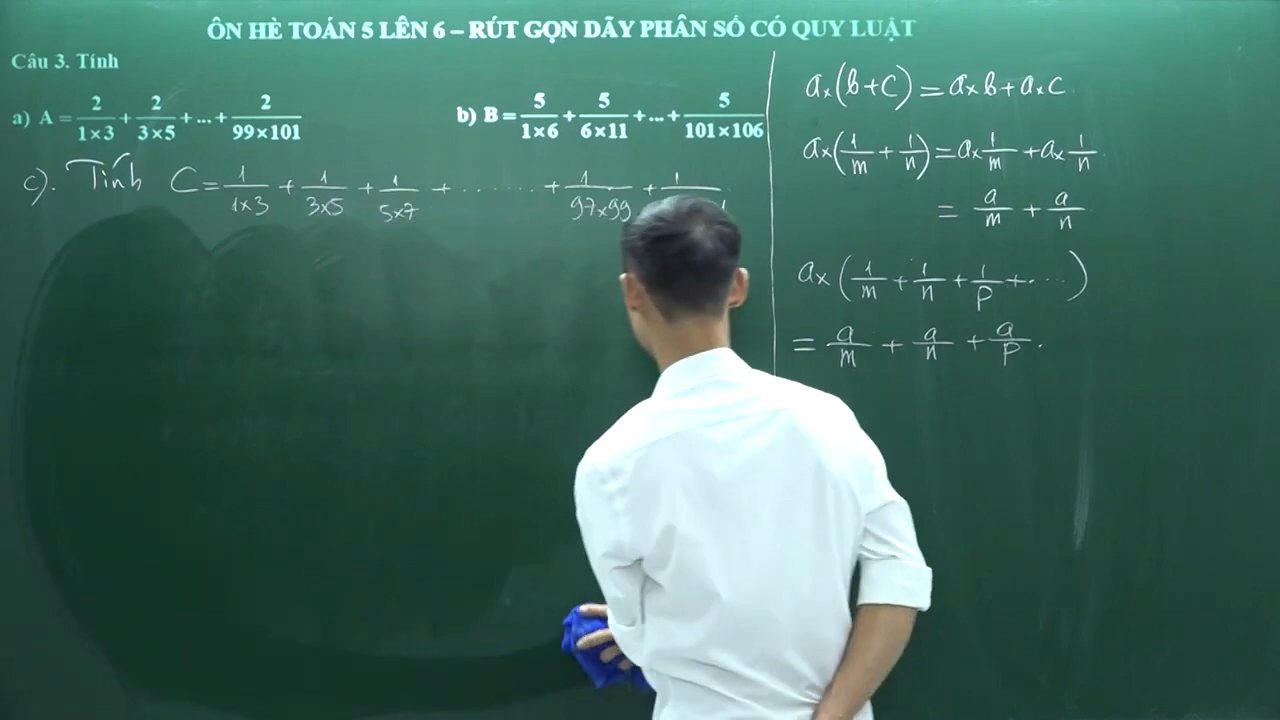 ÔN HÈ TOÁN 5 LÊN 6 – RÚT GỌN DÃY PHÂN SỐ CÓ QUY LUẬT
Câu 3. Tính
a) A = 2/(1×3) + 2/(3×5) + ... + 2/(99×101)
b) B = 5/(1×6) + 5/(6×11) + ... + 5/(101×106)
c). Tính C = 1/(1×3) + 1/(3×5) + 1/(5×7) + ......... + 1/(97×99) + 1/
a×(b+c) = a×b + a×c
a×(1/m + 1/n) = a×1/m + a×1/n
= a/m + a/n
a×(1/m + 1/n + 1/p + ....)
= a/m + a/n + a/p .